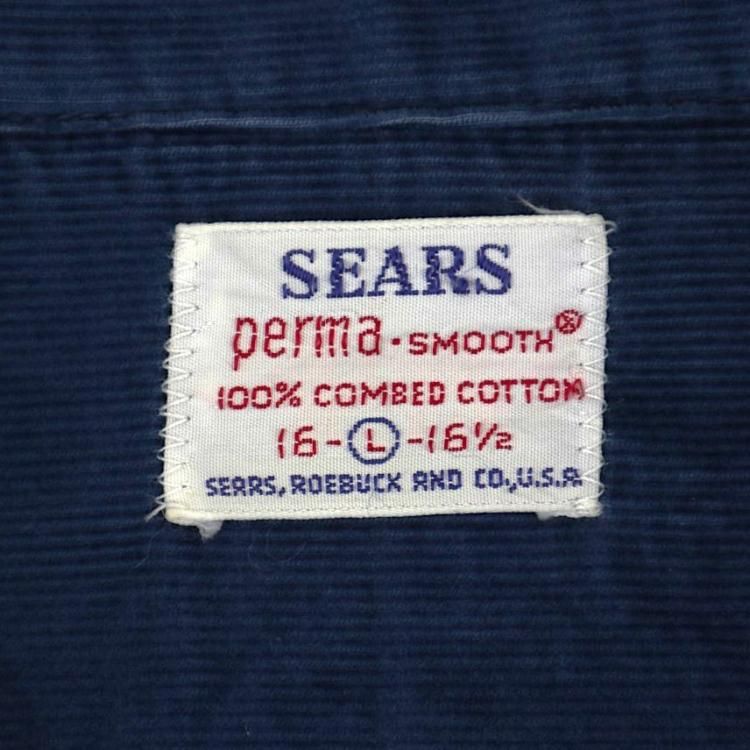 SEARS
perma·SMOOTH®
100% COMBED COTTON
16-L-16½
SEARS, ROEBUCK AND CO., U.S.A